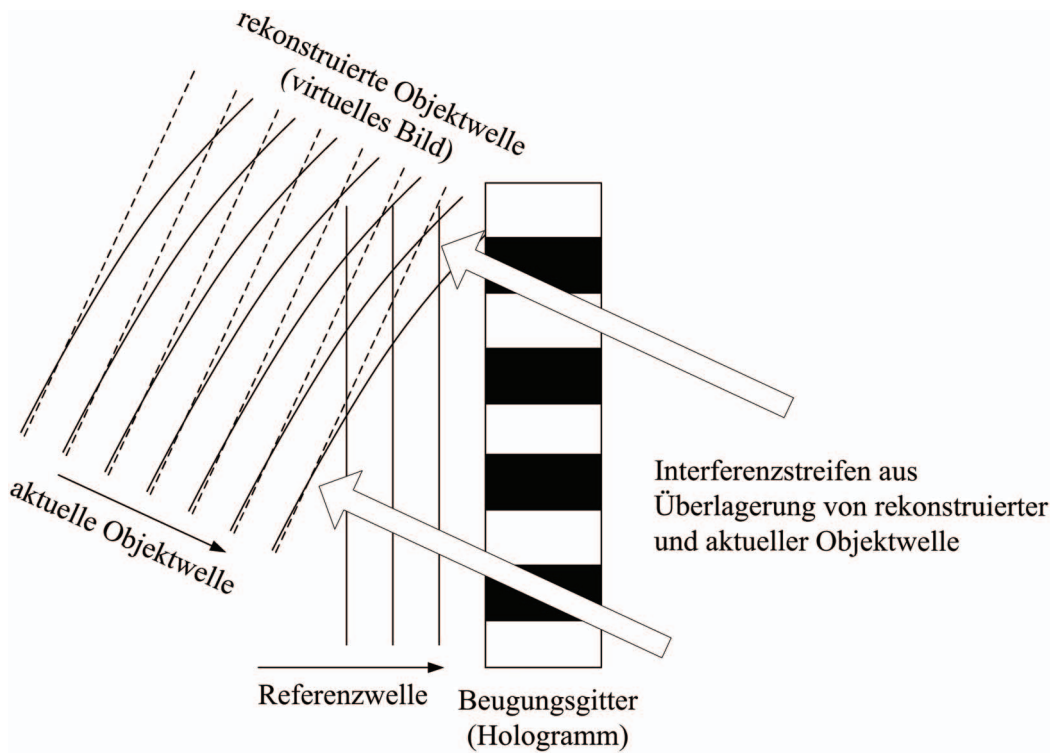 rekonstruierte Objektwelle
(virtuelles Bild)
aktuelle Objektwelle
Interferenzstreifen aus
Überlagerung von rekonstruierter
und aktueller Objektwelle
Referenzwelle
Beugungsgitter
(Hologramm)